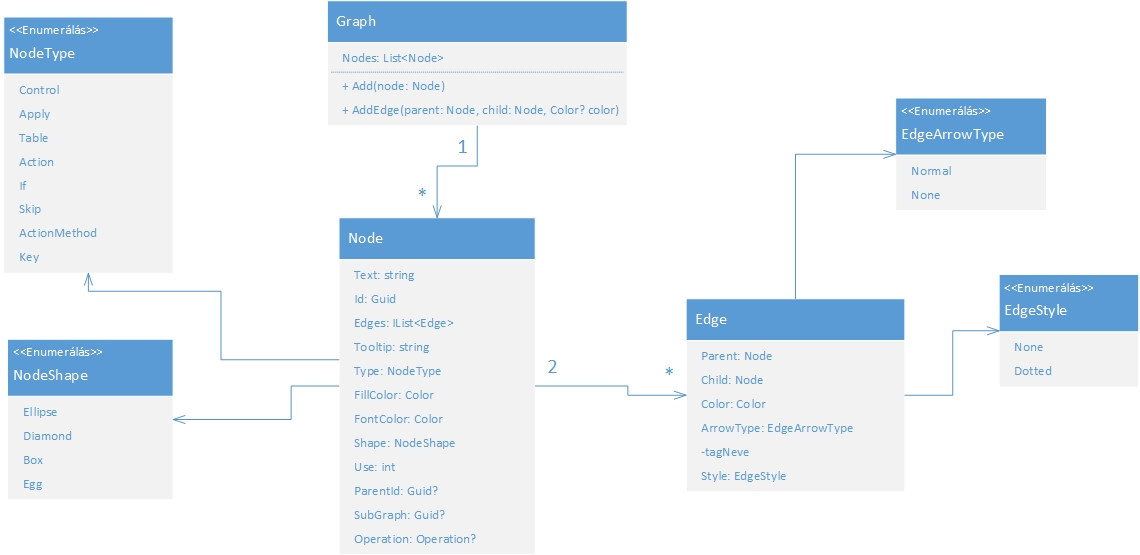 <<Enumerálás>>
NodeType
Control
Apply
Table
Action
If
Skip
ActionMethod
Key
Graph
Nodes: List<Node>
+ Add(node: Node)
+ AddEdge(parent: Node, child: Node, Color? color)
1
*
<<Enumerálás>>
EdgeArrowType
Normal
None
<<Enumerálás>>
NodeShape
Ellipse
Diamond
Box
Egg
Node
Text: string
Id: Guid
Edges: IList<Edge>
Tooltip: string
Type: NodeType
FillColor: Color
FontColor: Color
Shape: NodeShape
Use: int
ParentId: Guid?
SubGraph: Guid?
Operation: Operation?
2
*
Edge
Parent: Node
Child: Node
Color: Color
ArrowType: EdgeArrowType
-tagNeve
Style: EdgeStyle
<<Enumerálás>>
EdgeStyle
None
Dotted